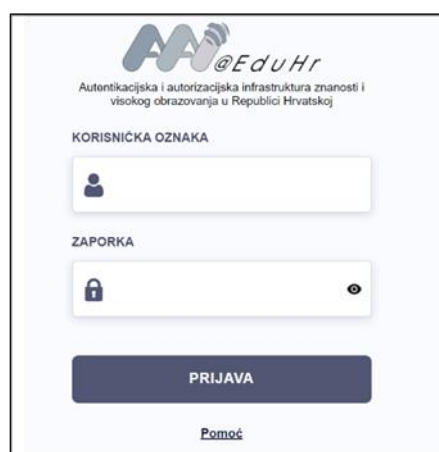 AAI@EduHr
Autentikacijska i autorizacijska infrastruktura znanosti i
visokog obrazovanja u Republici Hrvatskoj
KORISNIČKA OZNAKA
ZAPORKA
PRIJAVA
Pomoć